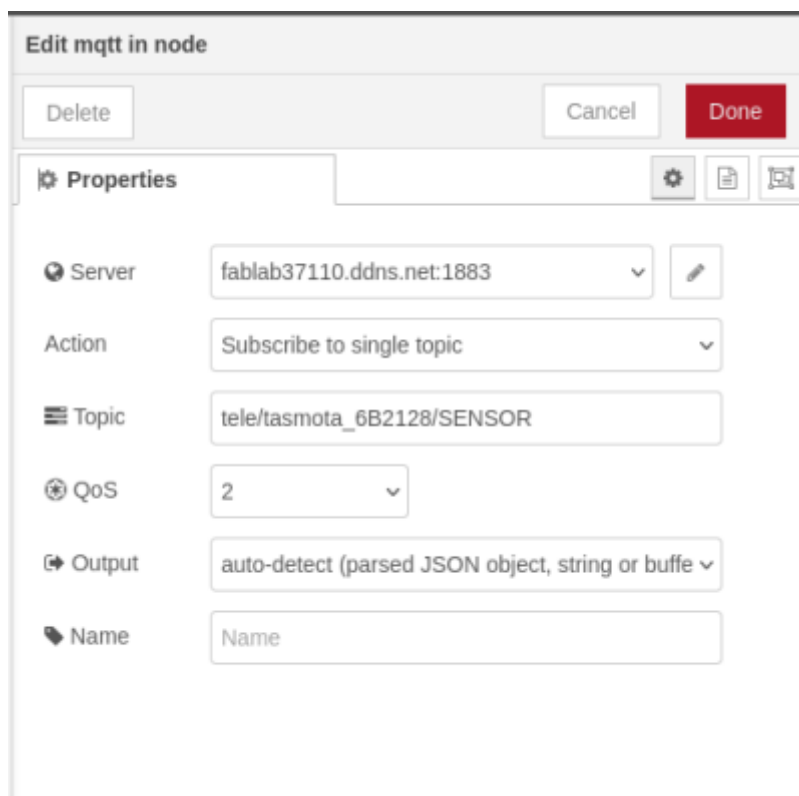 Edit mqtt in node
Delete Cancel Done
Properties
Server fablab37110.ddns.net:1883
Action Subscribe to single topic
Topic tele/tasmota_6B2128/SENSOR
QoS 2
Output auto-detect (parsed JSON object, string or buffe
Name Name